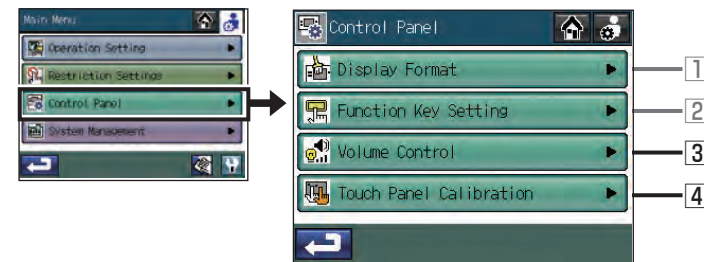 Main Menu
Operation Setting
Restriction Settings
Control Panel
System Management
Control Panel
Display Format
1
Function Key Setting
2
Volume Control
3
Touch Panel Calibration
4